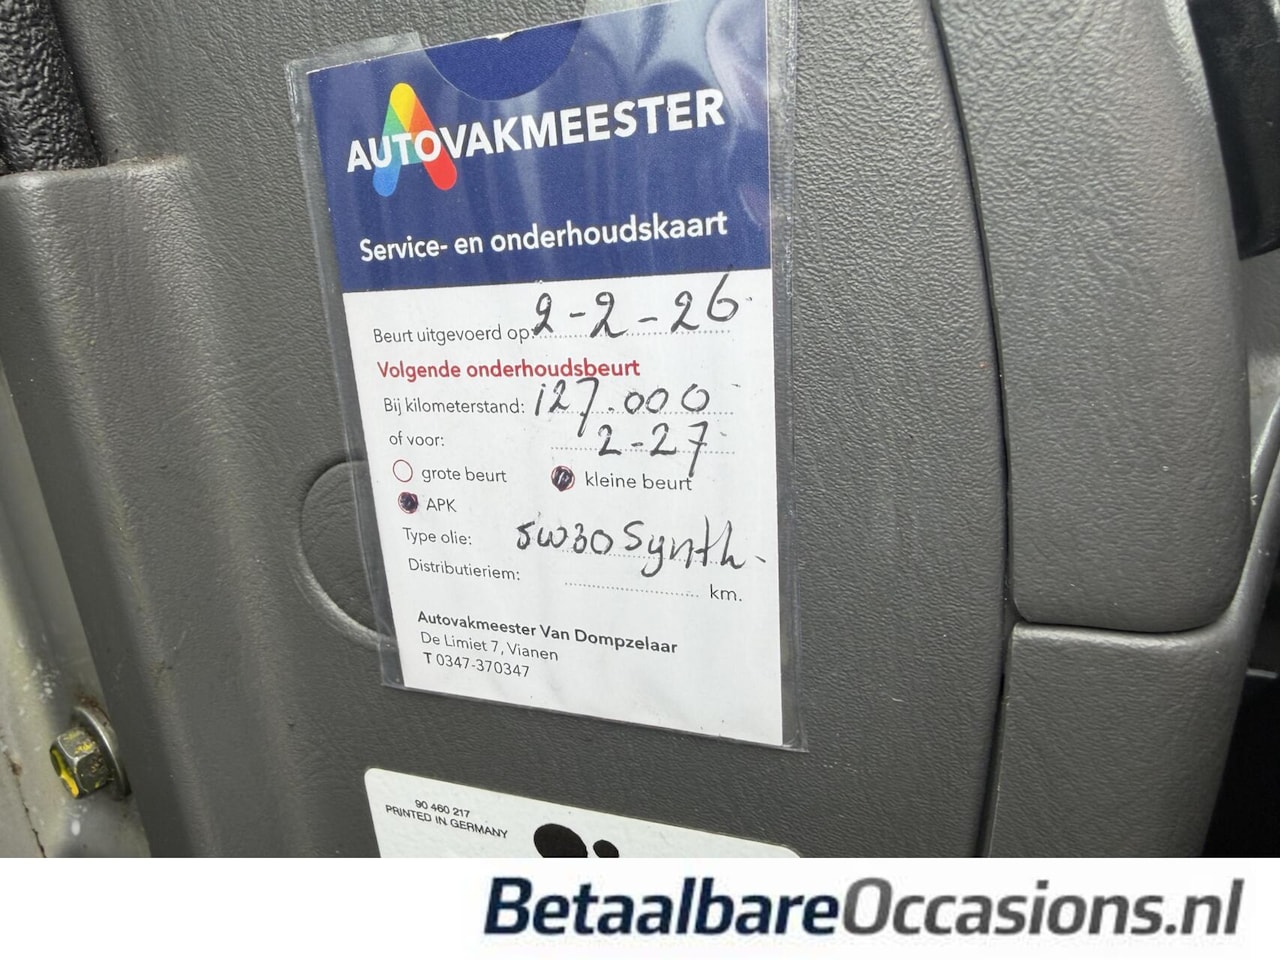 AUTOVAKMEESTER
Service- en onderhoudskaart
Beurt uitgevoerd op: 2-2-26
Volgende onderhoudsbeurt
Bij kilometerstand: 127.000
of voor: 2-27
grote beurt kleine beurt
APK
Type olie: 5W30 Synth.
Distributieriem: km.
Autovakmeester Van Dompzelaar
De Limiet 7, Vianen
T 0347-370347
90 460 217
PRINTED IN GERMANY
BetaalbareOccasions.nl